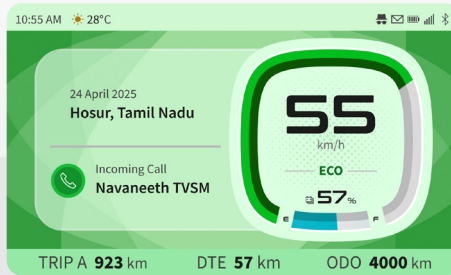 10:55 AM 28°C
24 April 2025
Hosur, Tamil Nadu
Incoming Call
Navaneeth TVSM
55
km/h
ECO
57%
E F
TRIP A 923 km DTE 57 km ODO 4000 km